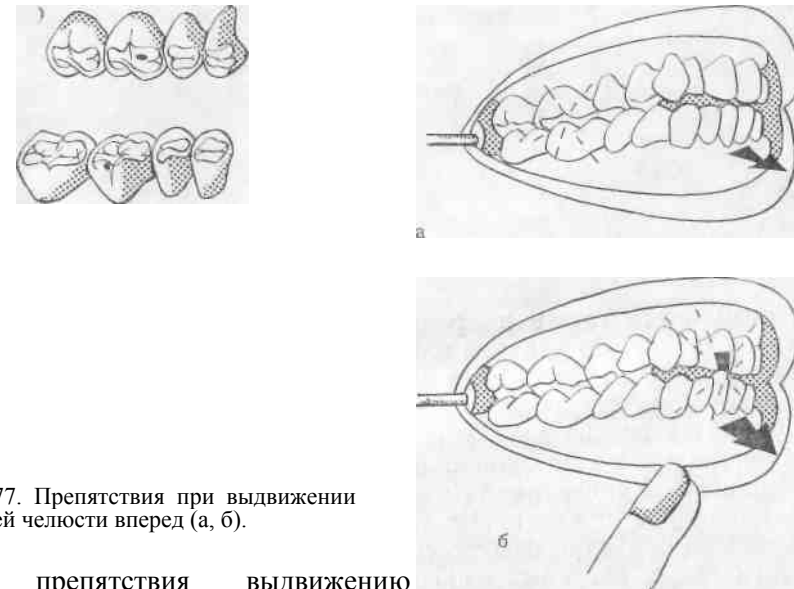 а
77. Препятствия при выдвижении
ей челюсти вперед (а, б).
б
препятствия выдвижению